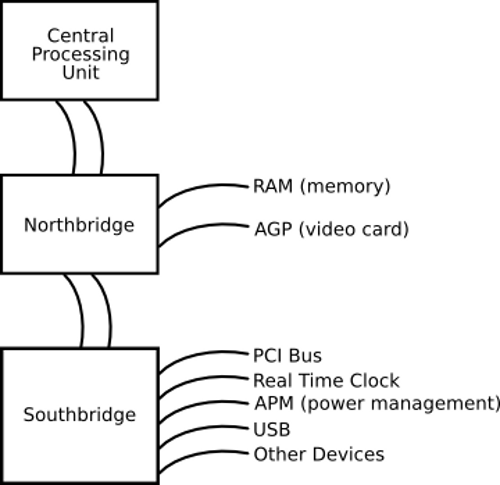 Central
Processing
Unit
RAM (memory)
Northbridge
AGP (video card)
PCI Bus
Real Time Clock
APM (power management)
Southbridge
USB
Other Devices